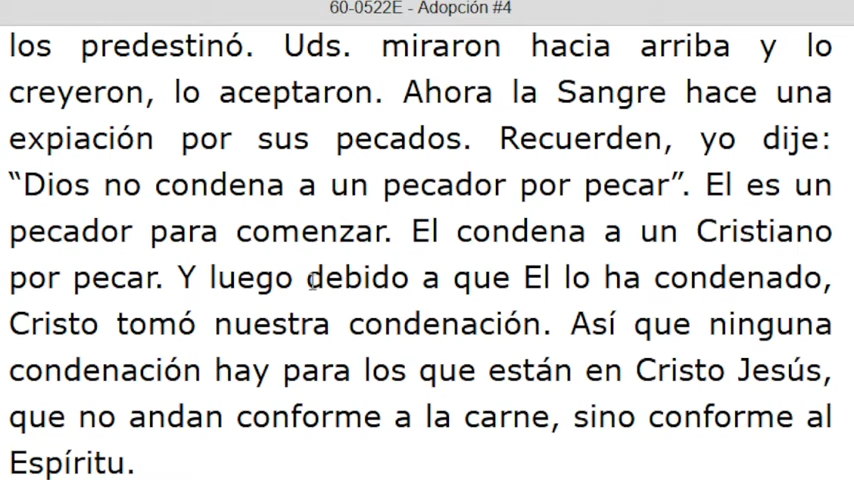 60-0522E - Adopción #4
los predestinó. Uds. miraron hacia arriba y lo
creyeron, lo aceptaron. Ahora la Sangre hace una
expiación por sus pecados. Recuerden, yo dije:
“Dios no condena a un pecador por pecar”. El es un
pecador para comenzar. El condena a un Cristiano
por pecar. Y luego debido a que El lo ha condenado,
Cristo tomó nuestra condenación. Así que ninguna
condenación hay para los que están en Cristo Jesús,
que no andan conforme a la carne, sino conforme al
Espíritu.